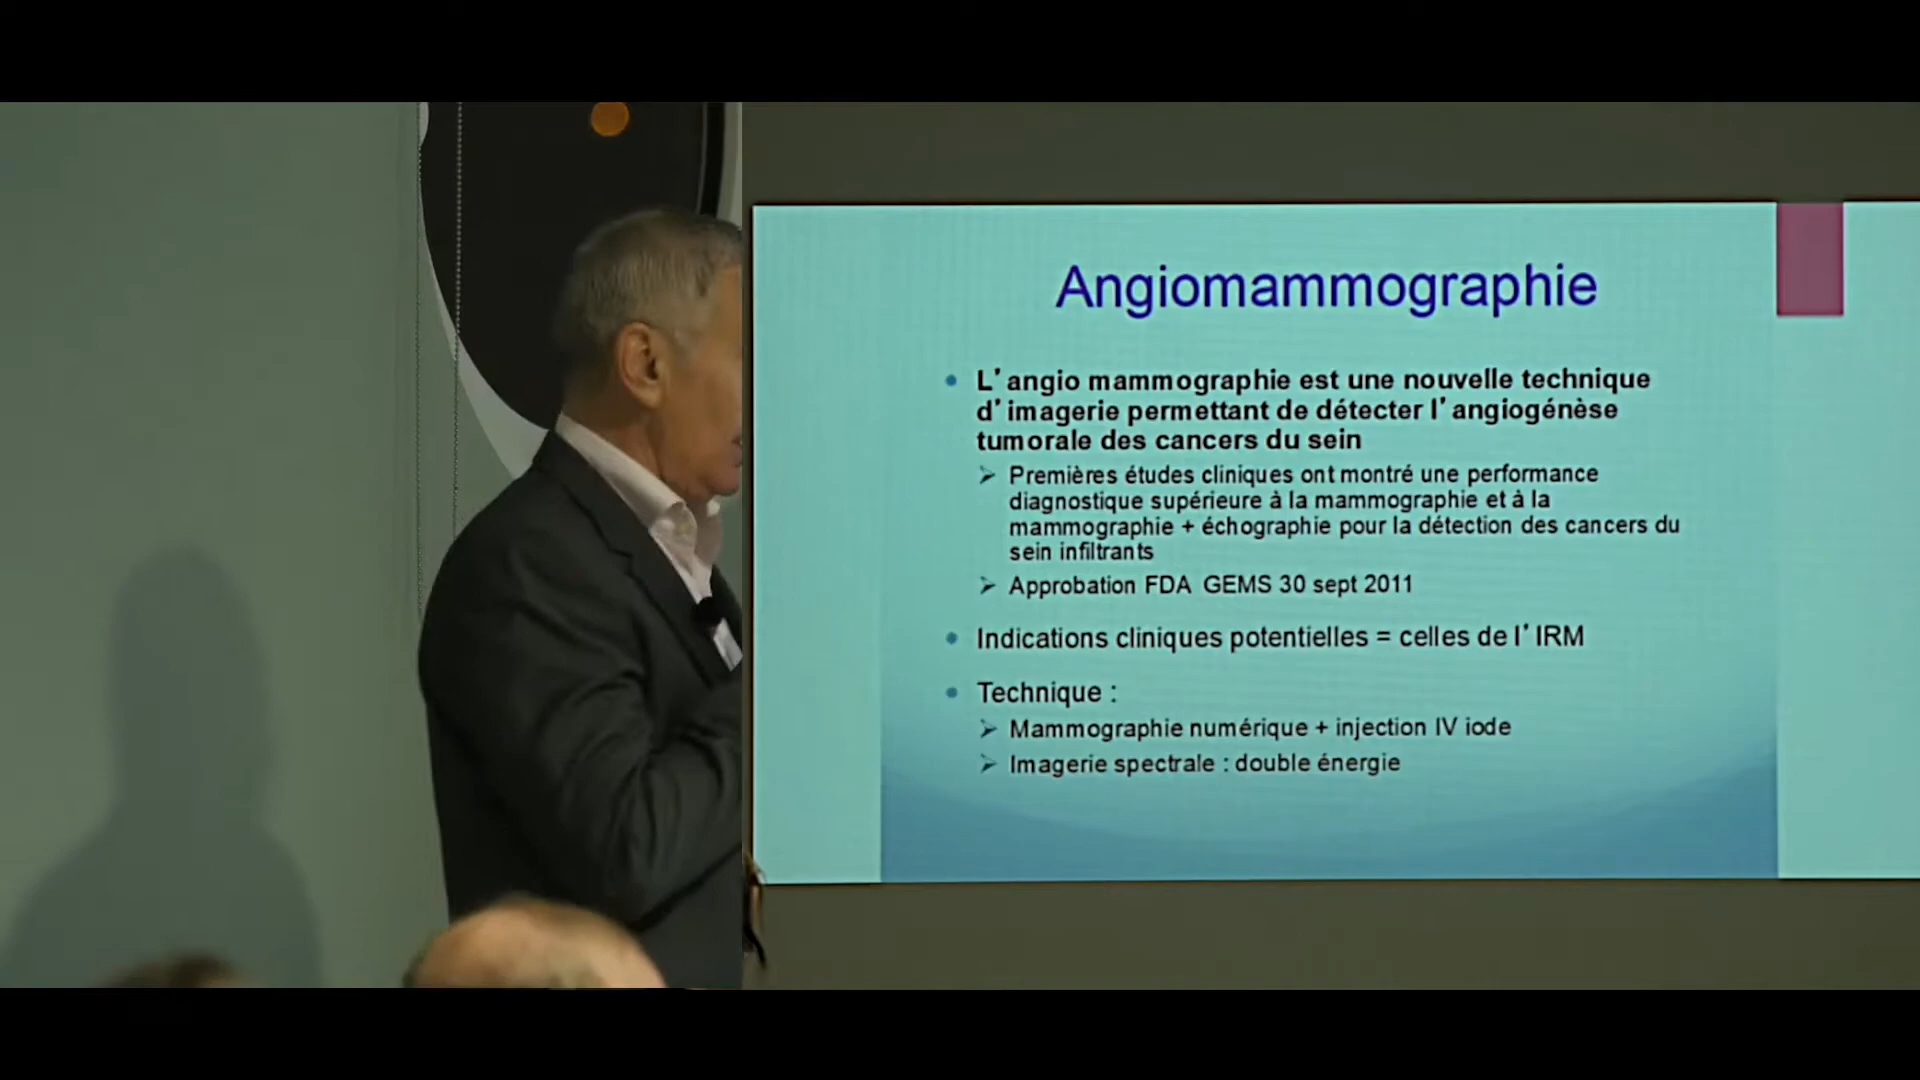 Angiomammographie
L’angio mammographie est une nouvelle technique
d’imagerie permettant de détecter l’angiogénèse
tumorale des cancers du sein
Premières études cliniques ont montré une performance
diagnostique supérieure à la mammographie et à la
mammographie + échographie pour la détection des cancers du
sein infiltrants
Approbation FDA GEMS 30 sept 2011
Indications cliniques potentielles = celles de l’IRM
Technique :
Mammographie numérique + injection IV iode
Imagerie spectrale : double énergie